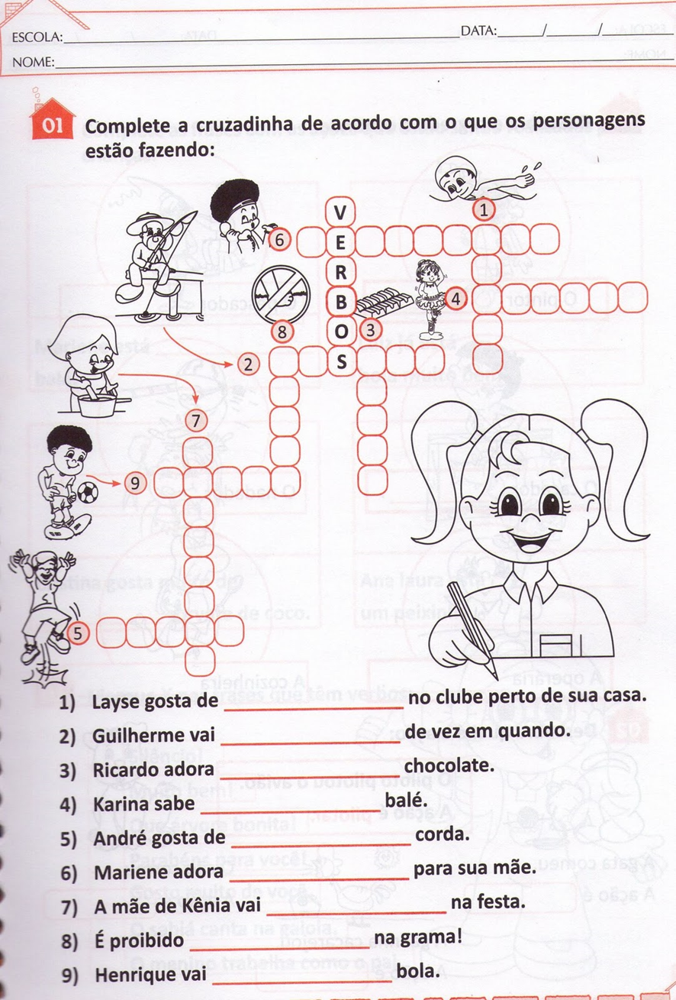 ESCOLA: DATA: / /
NOME:
01 Complete a cruzadinha de acordo com o que os personagens
estão fazendo:
1
V
6 E
R
B 4
8 O 3
2 S
7
9
5
1) Layse gosta de no clube perto de sua casa.
2) Guilherme vai de vez em quando.
3) Ricardo adora chocolate.
4) Karina sabe balé.
5) André gosta de corda.
6) Mariene adora para sua mãe.
7) A mãe de Kênia vai na festa.
8) É proibido na grama!
9) Henrique vai bola.